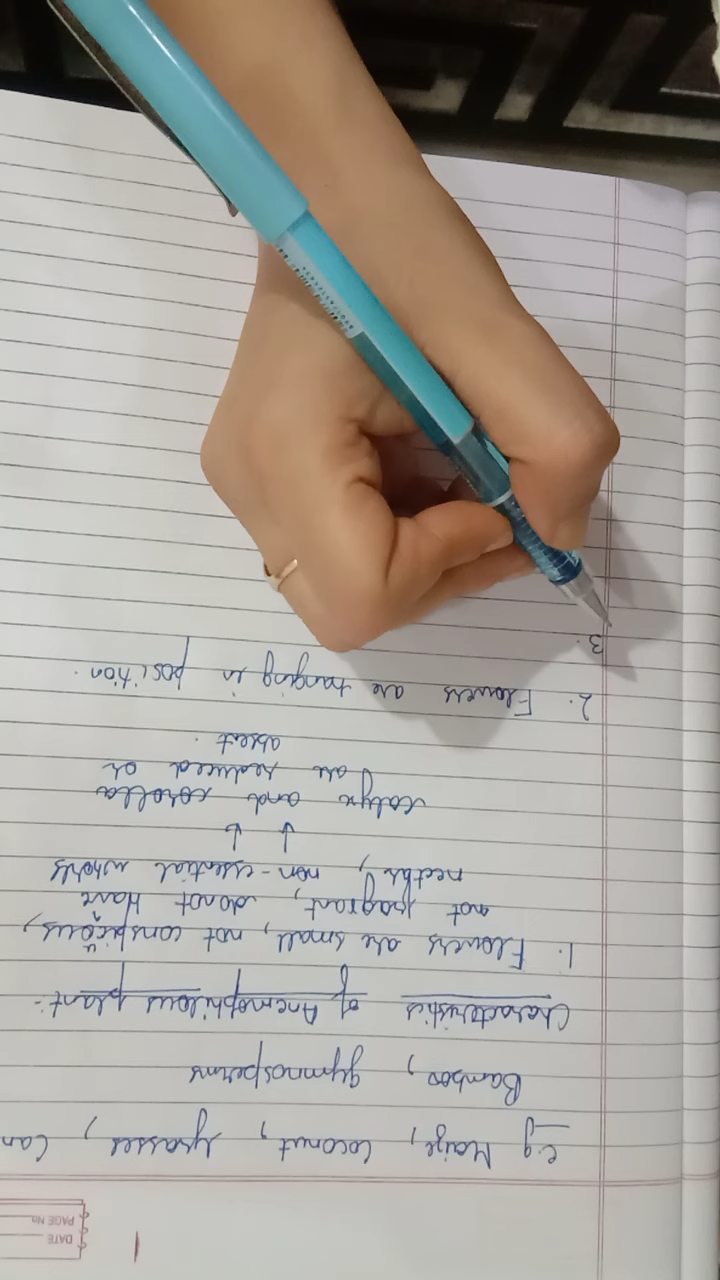 1
DATE
PAGE No
e.g Maize, Coconut, Grasses, Can
Bamboo, gymnosperms
Characteristics of Anemophilous plant:-
1. Flowers are small, not conspicuous,
not fragrant, donot have
necthr, non-essential whorls
↓ ↓
calyx and corolla
are reduced or
absent.
2. Flowers are hanging in position.
3.